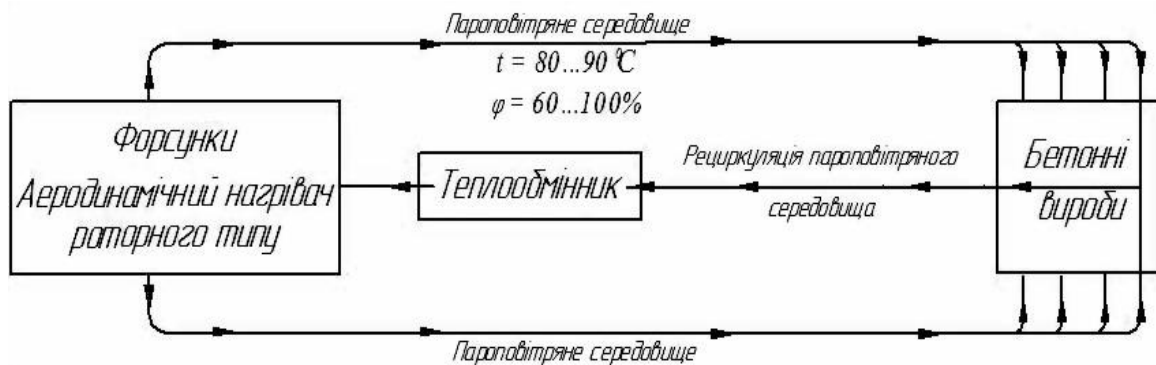 Пароповітряне середовище
t = 80...90 °C
φ = 60...100%
Форсунки
Аеродинамічний нагрівач
роторного типу
Теплообмінник
Рециркуляція пароповітряного
середовища
Бетонні
вироби
Пароповітряне середовище